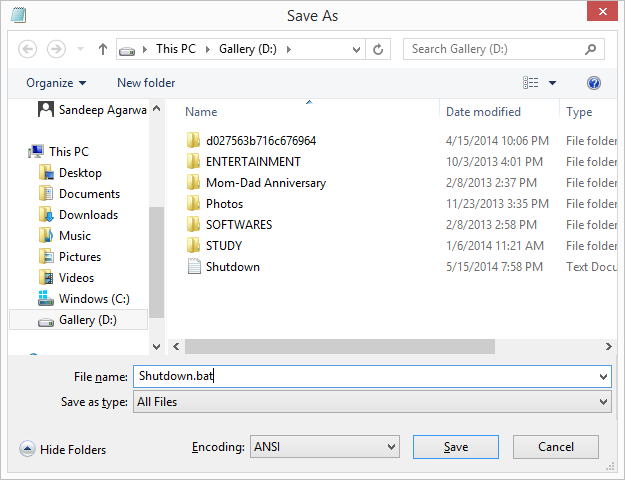 Save As
This PC Gallery (D:) Search Gallery (D:)
Organize New folder
Name Date modified Type
Sandeep Agarwa
This PC
Desktop
Documents
Downloads
Music
Pictures
Videos
Windows (C:)
Gallery (D:)
d027563b716c676964 4/15/2014 10:06 PM File folder
ENTERTAINMENT 10/3/2013 4:01 PM File folder
Mom-Dad Anniversary 2/8/2013 2:37 PM File folder
Photos 11/23/2013 3:35 PM File folder
SOFTWARES 2/8/2013 2:58 PM File folder
STUDY 1/6/2014 11:21 AM File folder
Shutdown 5/15/2014 7:58 PM Text Docu
File name: Shutdown.bat
Save as type: All Files
Hide Folders Encoding: ANSI Save Cancel